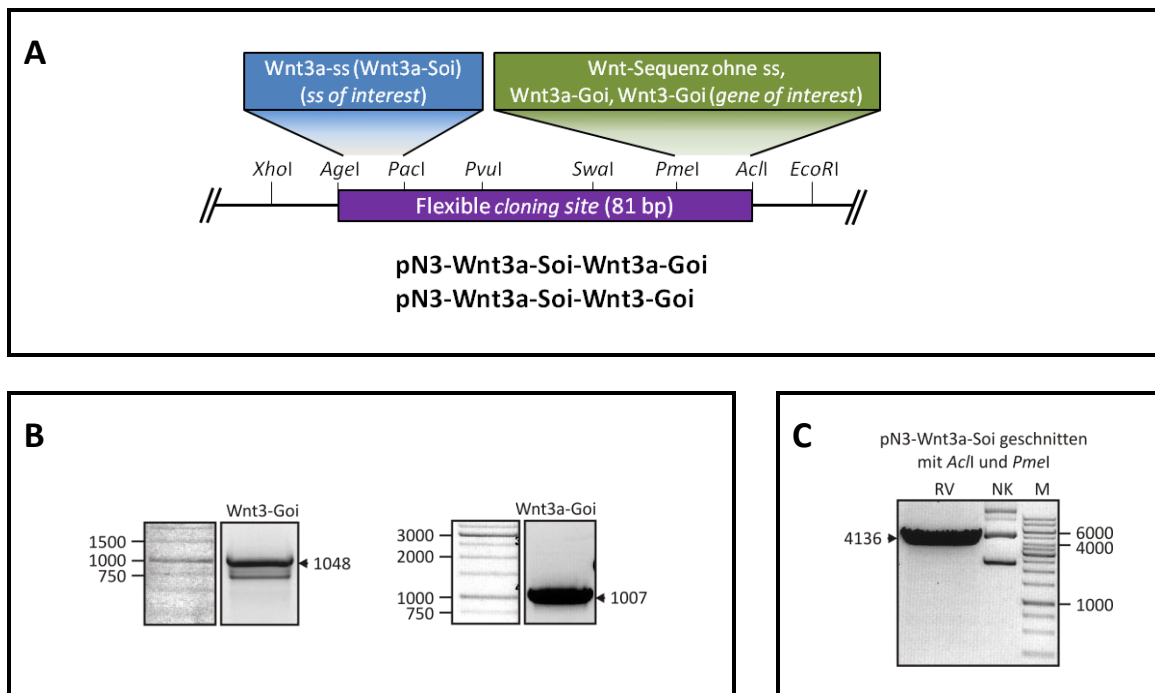 A
Wnt3a-ss (Wnt3a-Soi)
(ss of interest)
Wnt-Sequenz ohne ss,
Wnt3a-Goi, Wnt3-Goi (gene of interest)
XhoI AgeI PacI PvuI SwaI PmeI AclI EcoRI
Flexible cloning site (81 bp)
pN3-Wnt3a-Soi-Wnt3a-Goi
pN3-Wnt3a-Soi-Wnt3-Goi
B
Wnt3-Goi
1500
1000
750
1048
Wnt3a-Goi
3000
2000
1000
750
1007
C
pN3-Wnt3a-Soi geschnitten
mit AclI und PmeI
RV NK M
4136
6000
4000
1000